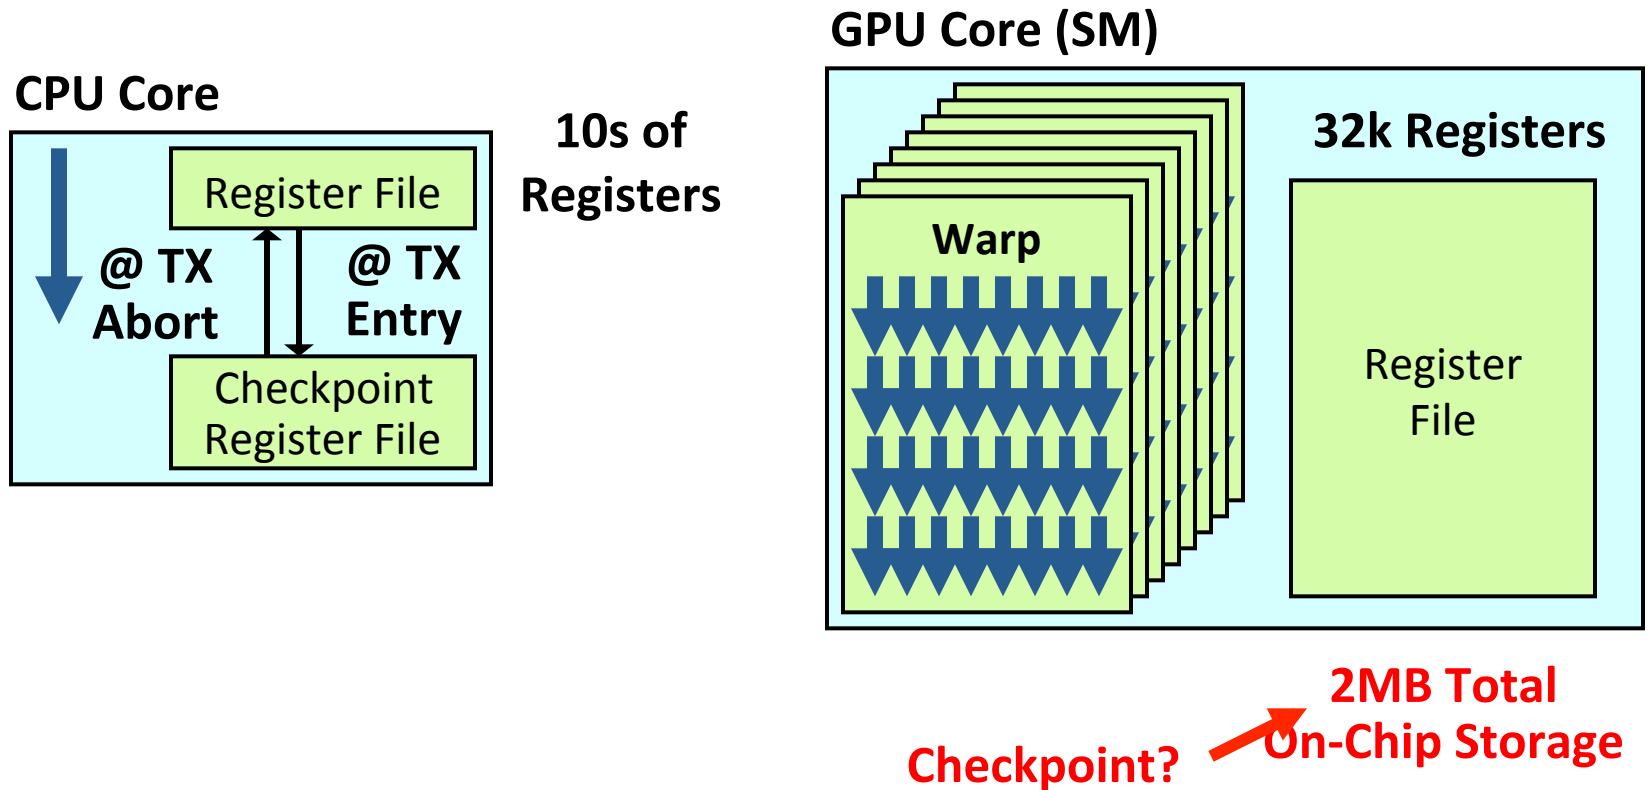 CPU Core
Register File
@ TX
Abort
@ TX
Entry
Checkpoint
Register File
10s of
Registers
GPU Core (SM)
Warp
32k Registers
Register
File
Checkpoint?
2MB Total
On-Chip Storage